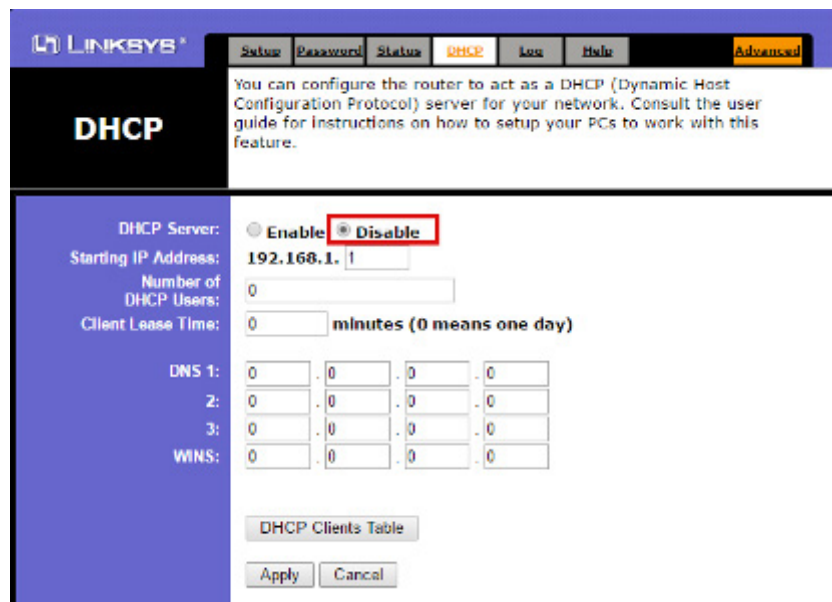 LINKSYS®
Setup Password Status DHCP Log Help Advanced
DHCP
You can configure the router to act as a DHCP (Dynamic Host
Configuration Protocol) server for your network. Consult the user
guide for instructions on how to setup your PCs to work with this
feature.
DHCP Server: Enable Disable
Starting IP Address: 192.168.1. 1
Number of
DHCP Users: 0
Client Lease Time: 0 minutes (0 means one day)
DNS 1: 0 . 0 . 0 . 0
2: 0 . 0 . 0 . 0
3: 0 . 0 . 0 . 0
WINS: 0 . 0 . 0 . 0
DHCP Clients Table
Apply Cancel